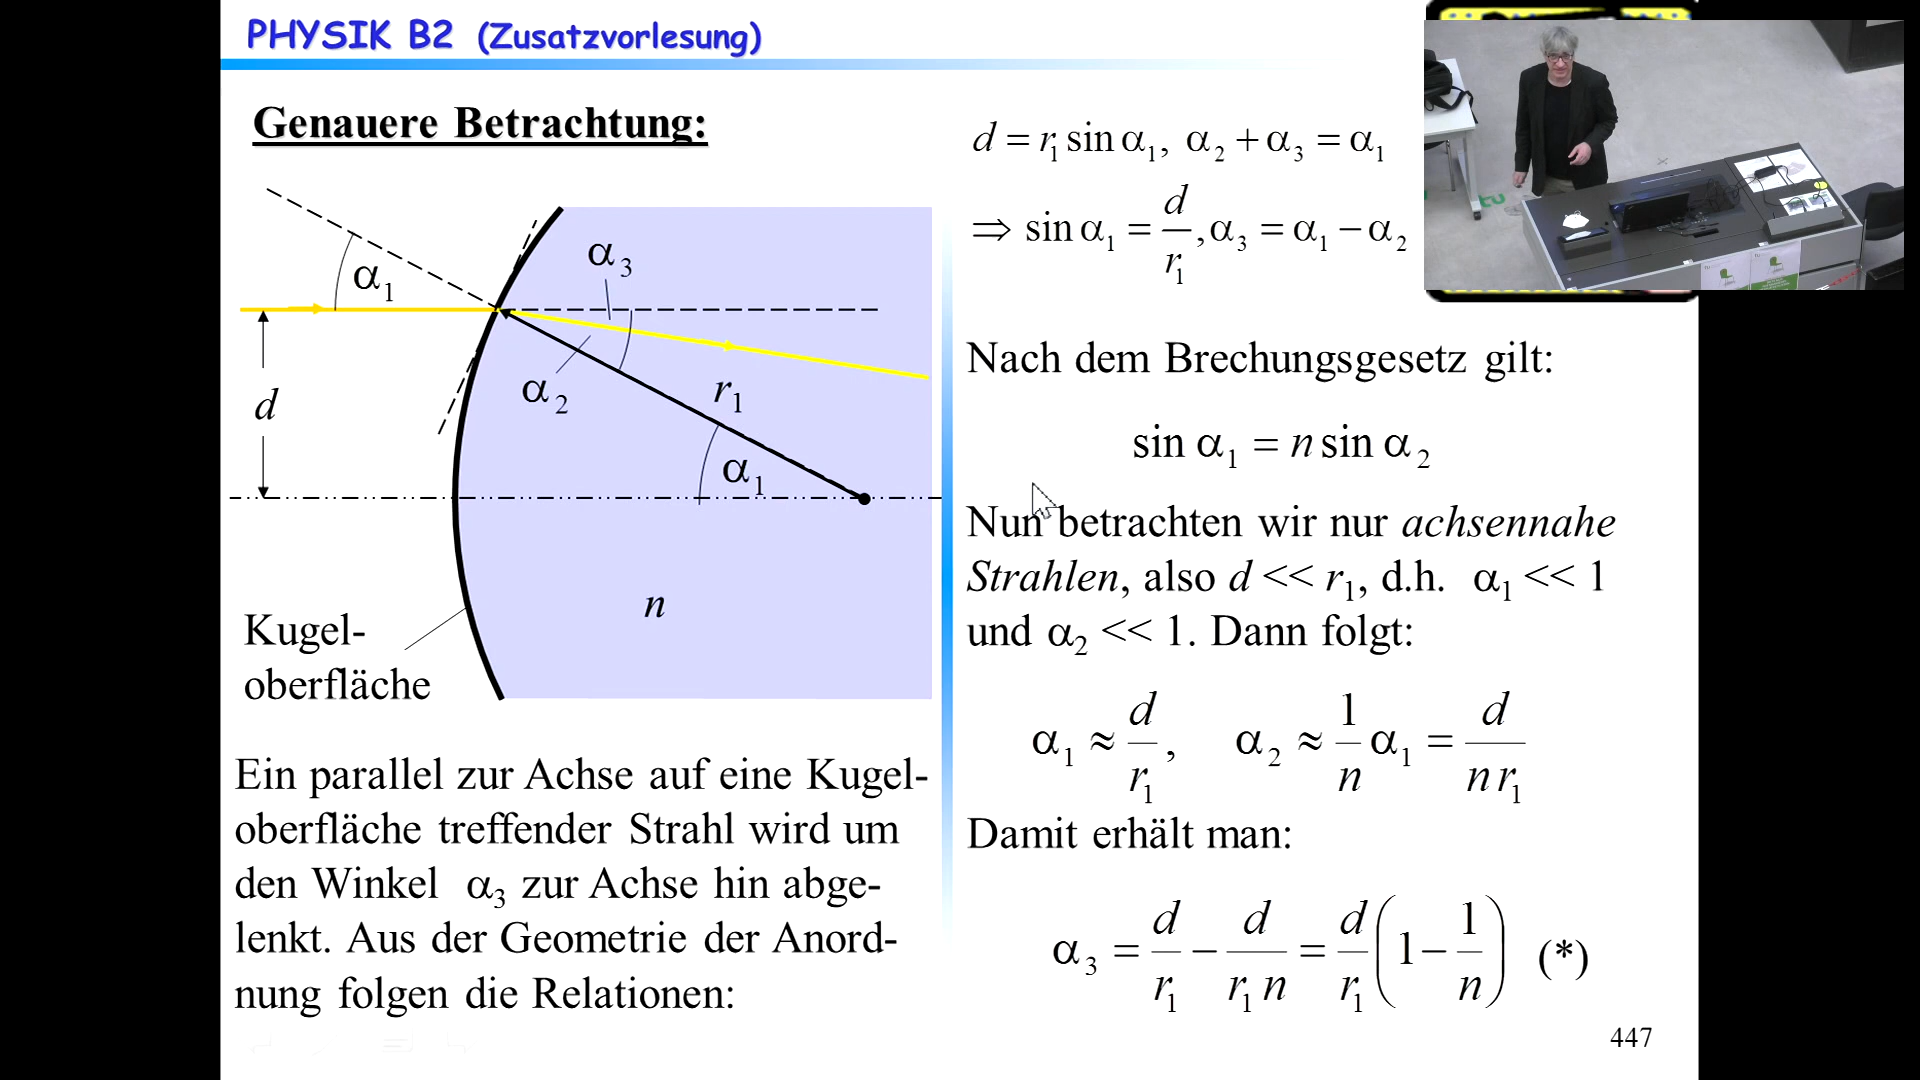 PHYSIK B2 (Zusatzvorlesung)
Genauere Betrachtung:
α₁
α₃
α₂
r₁
d
α₁
n
Kugel-
oberfläche
Ein parallel zur Achse auf eine Kugel-
oberfläche treffender Strahl wird um
den Winkel α₃ zur Achse hin abge-
lenkt. Aus der Geometrie der Anord-
nung folgen die Relationen:
d = r₁ sin α₁, α₂ + α₃ = α₁
⇒ sin α₁ = d/r₁, α₃ = α₁ − α₂
Nach dem Brechungsgesetz gilt:
sin α₁ = n sin α₂
Nun betrachten wir nur achsennahe
Strahlen, also d << r₁, d.h. α₁ << 1
und α₂ << 1. Dann folgt:
α₁ ≈ d/r₁, α₂ ≈ 1/n α₁ = d/(n r₁)
Damit erhält man:
α₃ = d/r₁ − d/(r₁ n) = d/r₁ (1 − 1/n) (*)
447